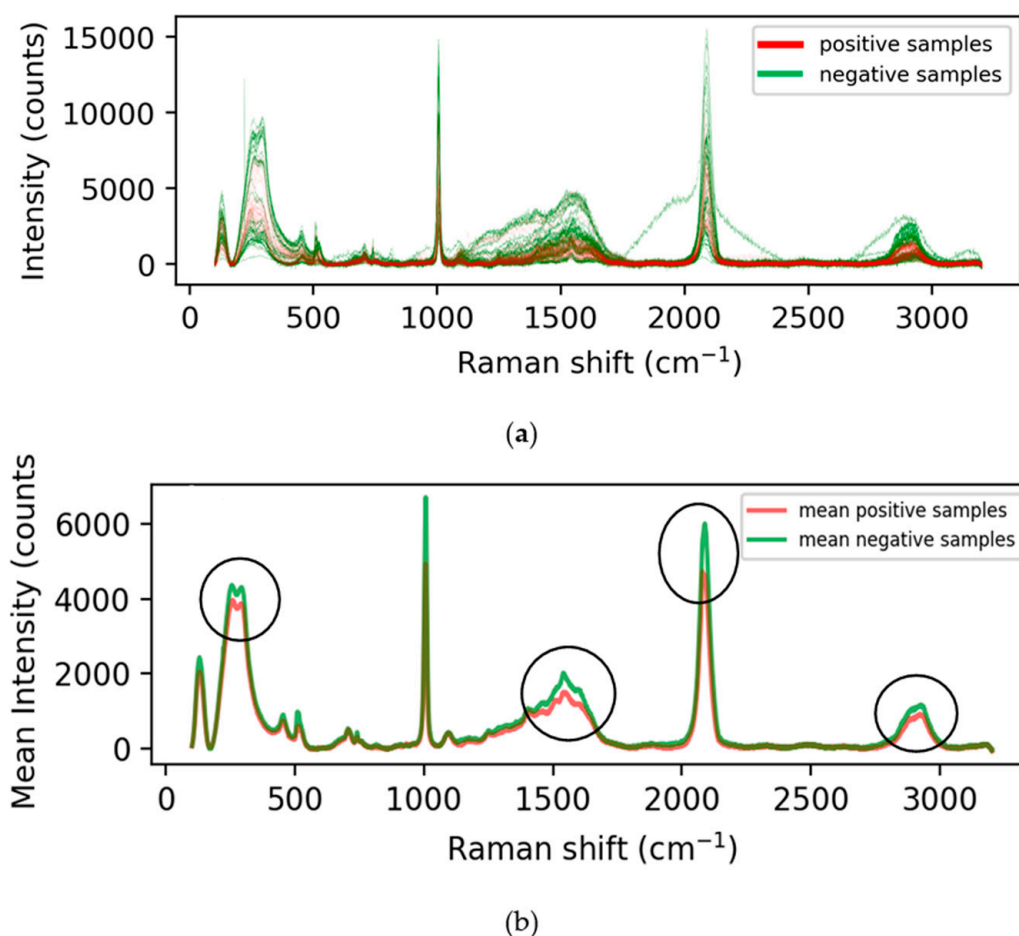 15000
10000
5000
0
Intensity (counts)
positive samples
negative samples
0 500 1000 1500 2000 2500 3000
Raman shift (cm⁻¹)
(a)
6000
4000
2000
0
Mean Intensity (counts
mean positive samples
mean negative samples
0 500 1000 1500 2000 2500 3000
Raman shift (cm⁻¹)
(b)